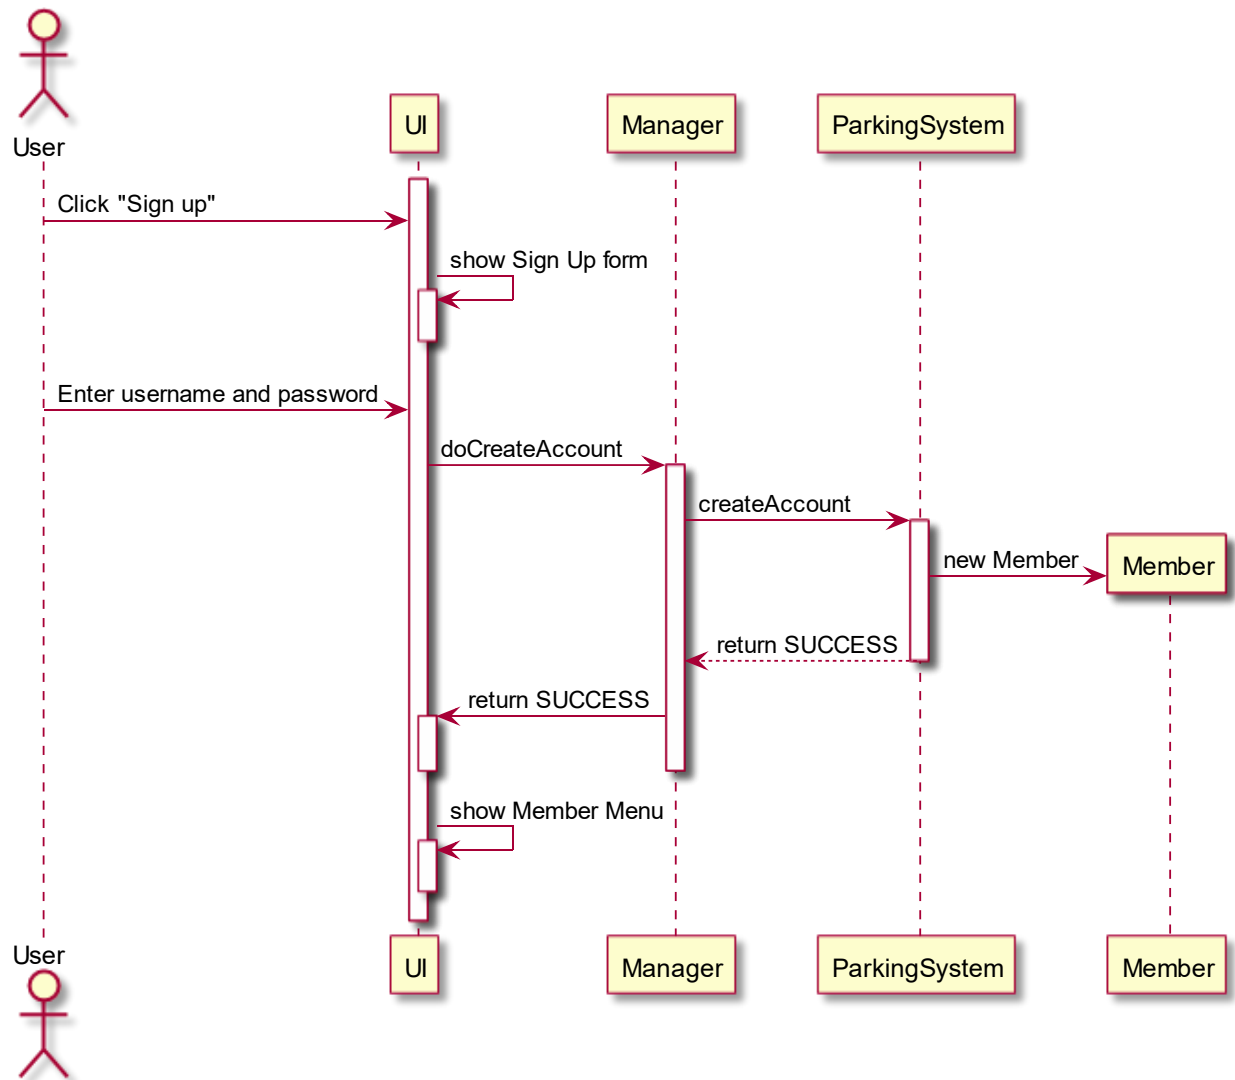 User
UI
Manager
ParkingSystem
Click "Sign up"
show Sign Up form
Enter username and password
doCreateAccount
createAccount
new Member
Member
return SUCCESS
return SUCCESS
show Member Menu
User
UI
Manager
ParkingSystem
Member